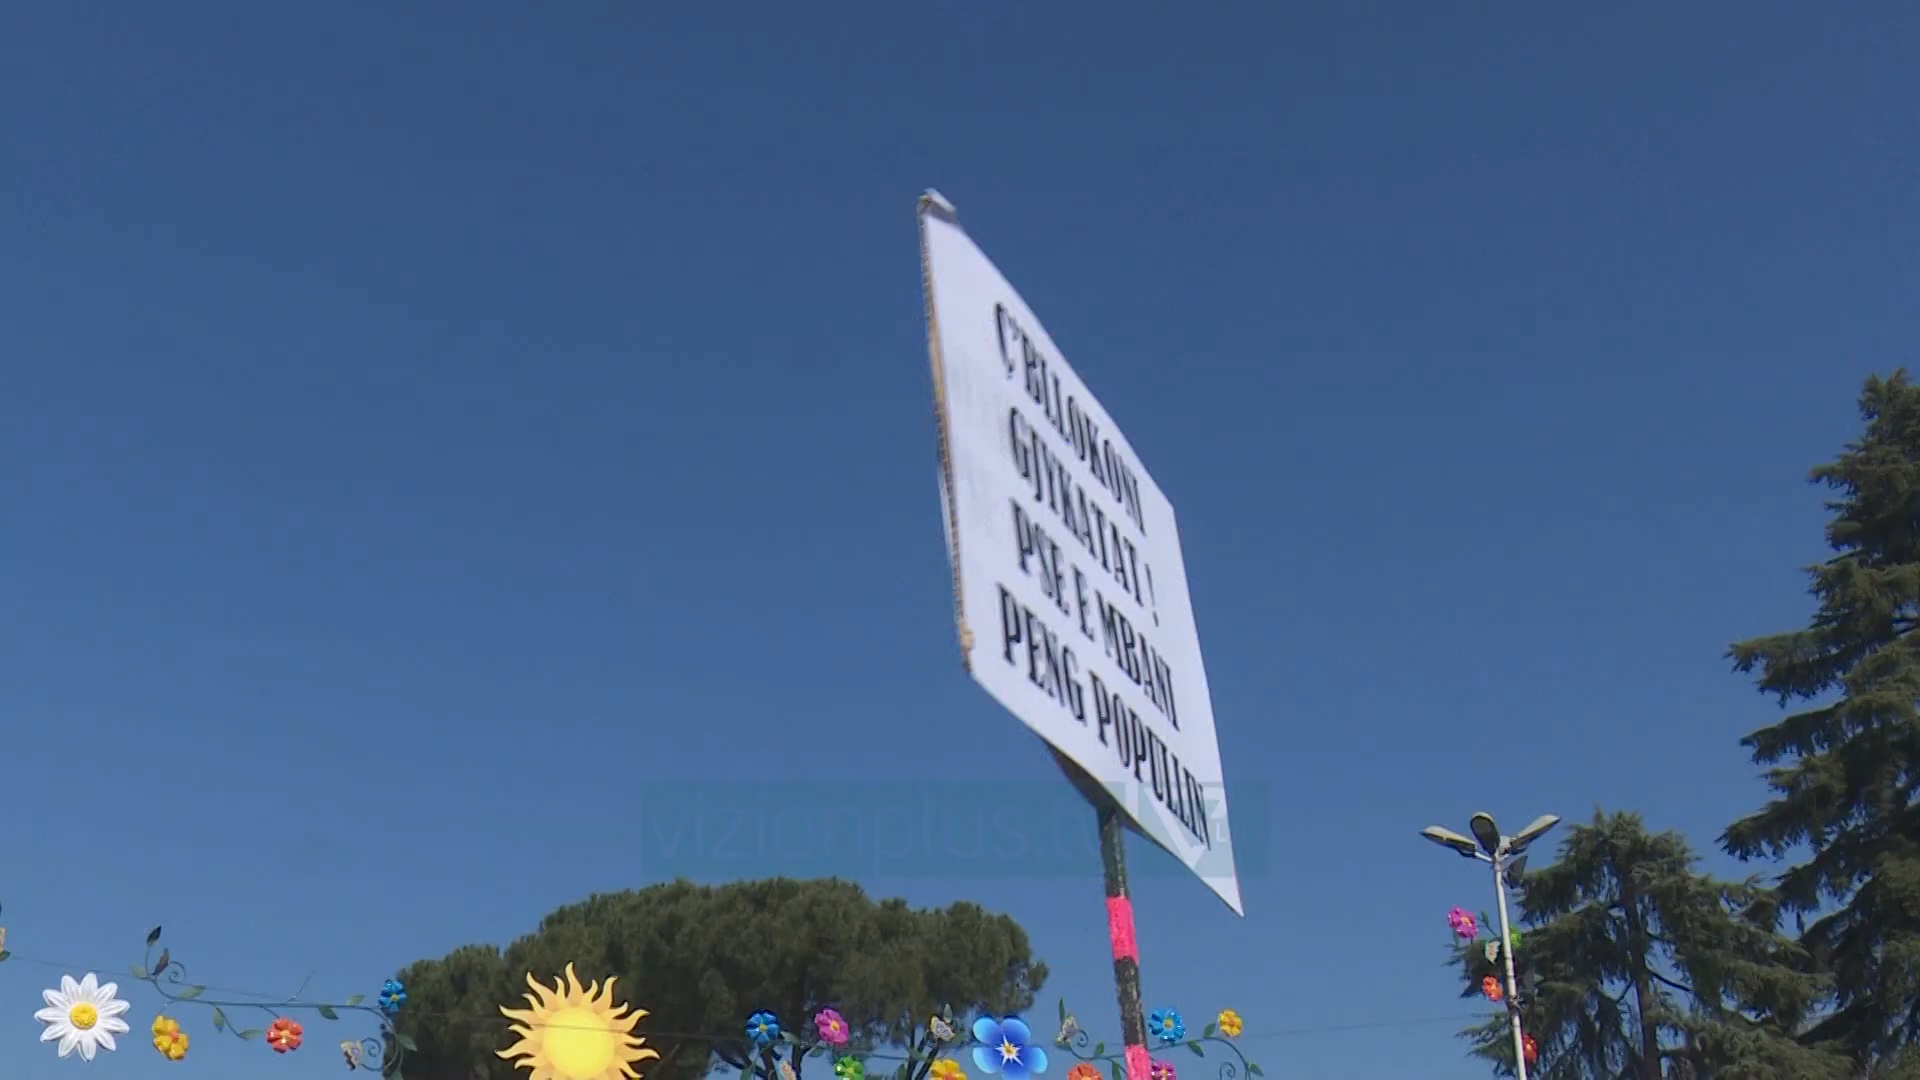 Ç'BLLOKONI
GJYKATAT!
PSE E MBANI
PENG POPULLIN
vizionplus.tv